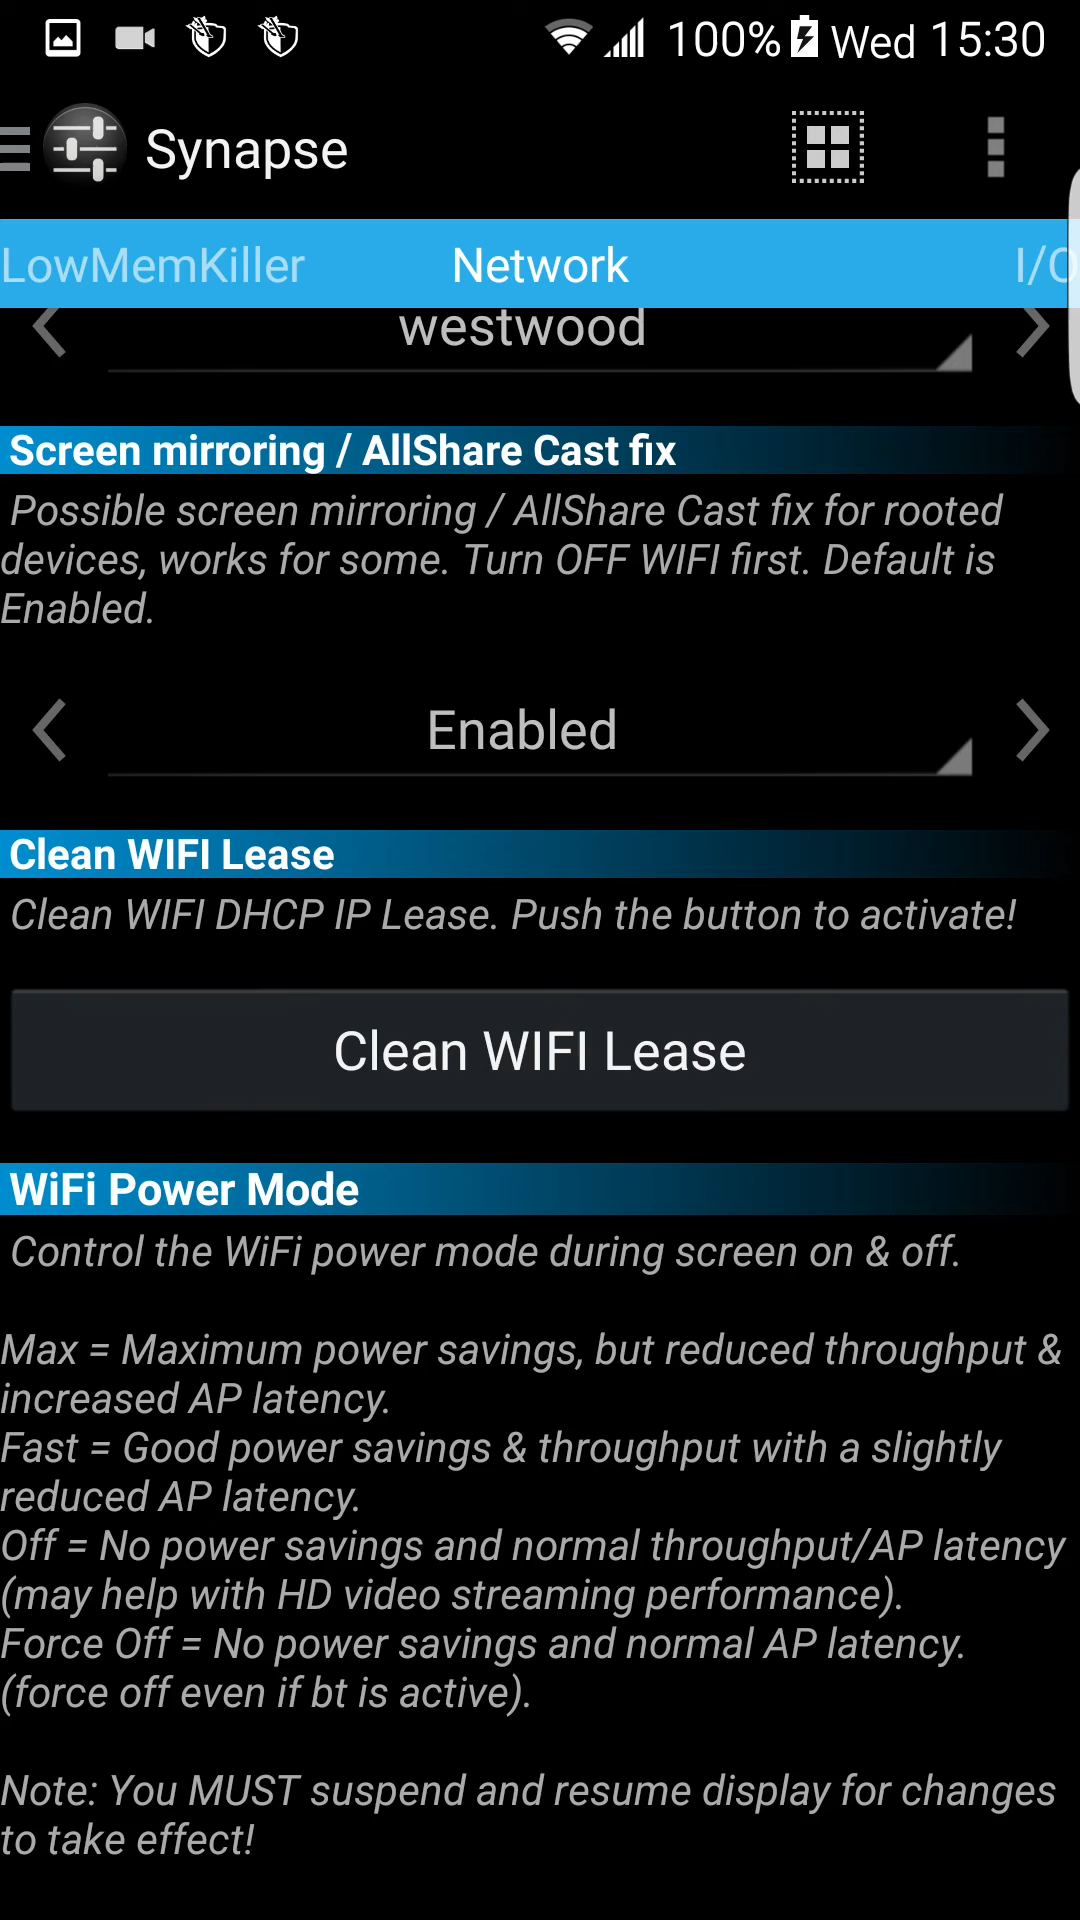 100% Wed 15:30
Synapse
LowMemKiller Network I/O
westwood
Screen mirroring / AllShare Cast fix
Possible screen mirroring / AllShare Cast fix for rooted
devices, works for some. Turn OFF WIFI first. Default is
Enabled.
Enabled
Clean WIFI Lease
Clean WIFI DHCP IP Lease. Push the button to activate!
Clean WIFI Lease
WiFi Power Mode
Control the WiFi power mode during screen on & off.
Max = Maximum power savings, but reduced throughput &
increased AP latency.
Fast = Good power savings & throughput with a slightly
reduced AP latency.
Off = No power savings and normal throughput/AP latency
(may help with HD video streaming performance).
Force Off = No power savings and normal AP latency.
(force off even if bt is active).
Note: You MUST suspend and resume display for changes
to take effect!